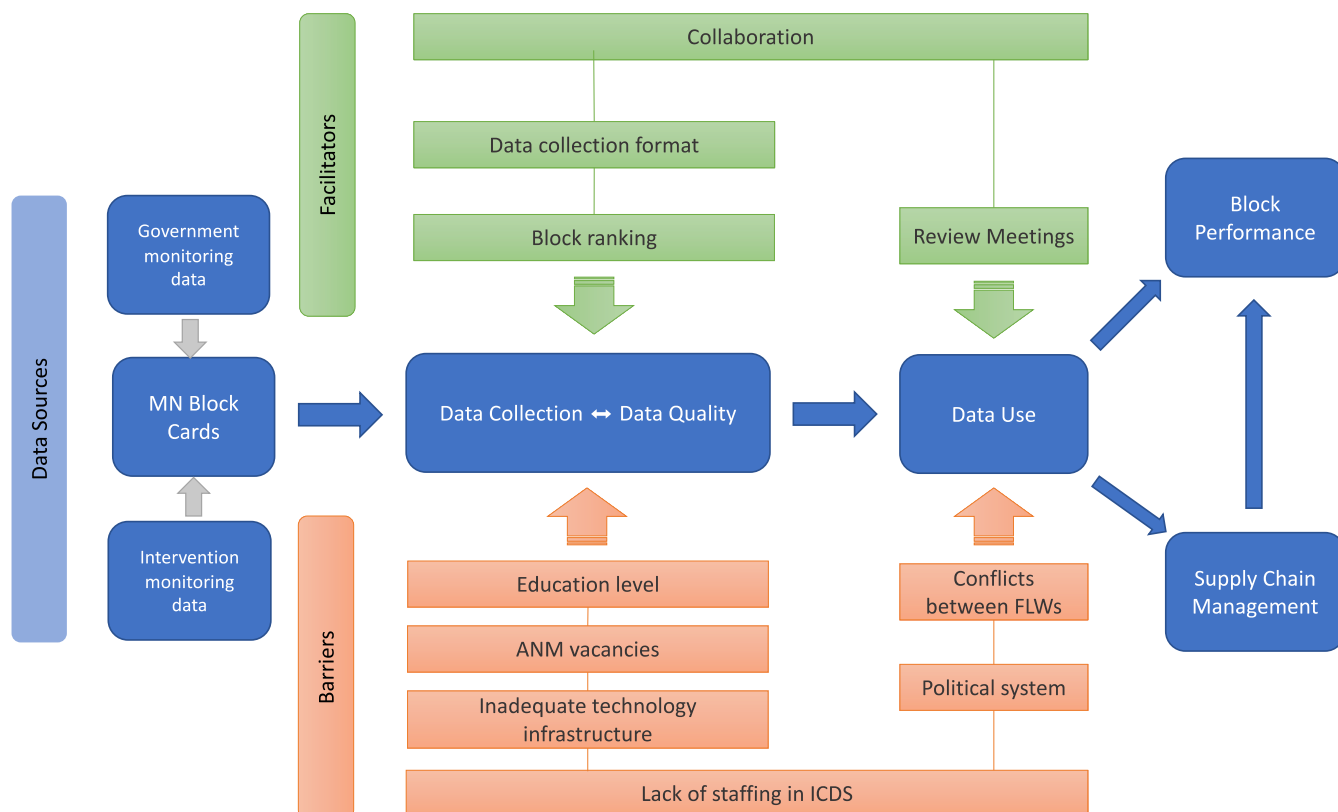 Data Sources
Government
monitoring
data
MN Block
Cards
Intervention
monitoring
data
Facilitators
Collaboration
Data collection format
Block ranking
Review Meetings
Data Collection ⬌ Data Quality
Data Use
Block
Performance
Supply Chain
Management
Barriers
Education level
ANM vacancies
Inadequate technology
infrastructure
Conflicts
between FLWs
Political system
Lack of staffing in ICDS